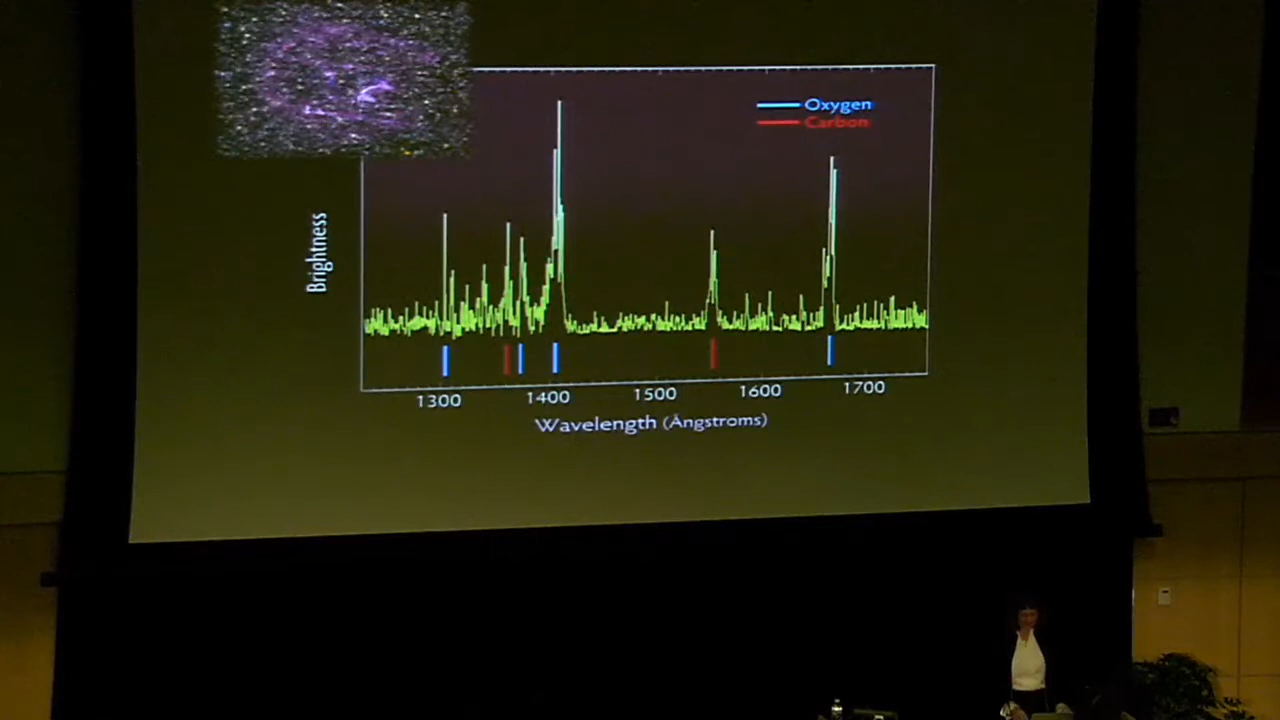 Oxygen
Carbon
Brightness
1300 1400 1500 1600 1700
Wavelength (Ångstroms)